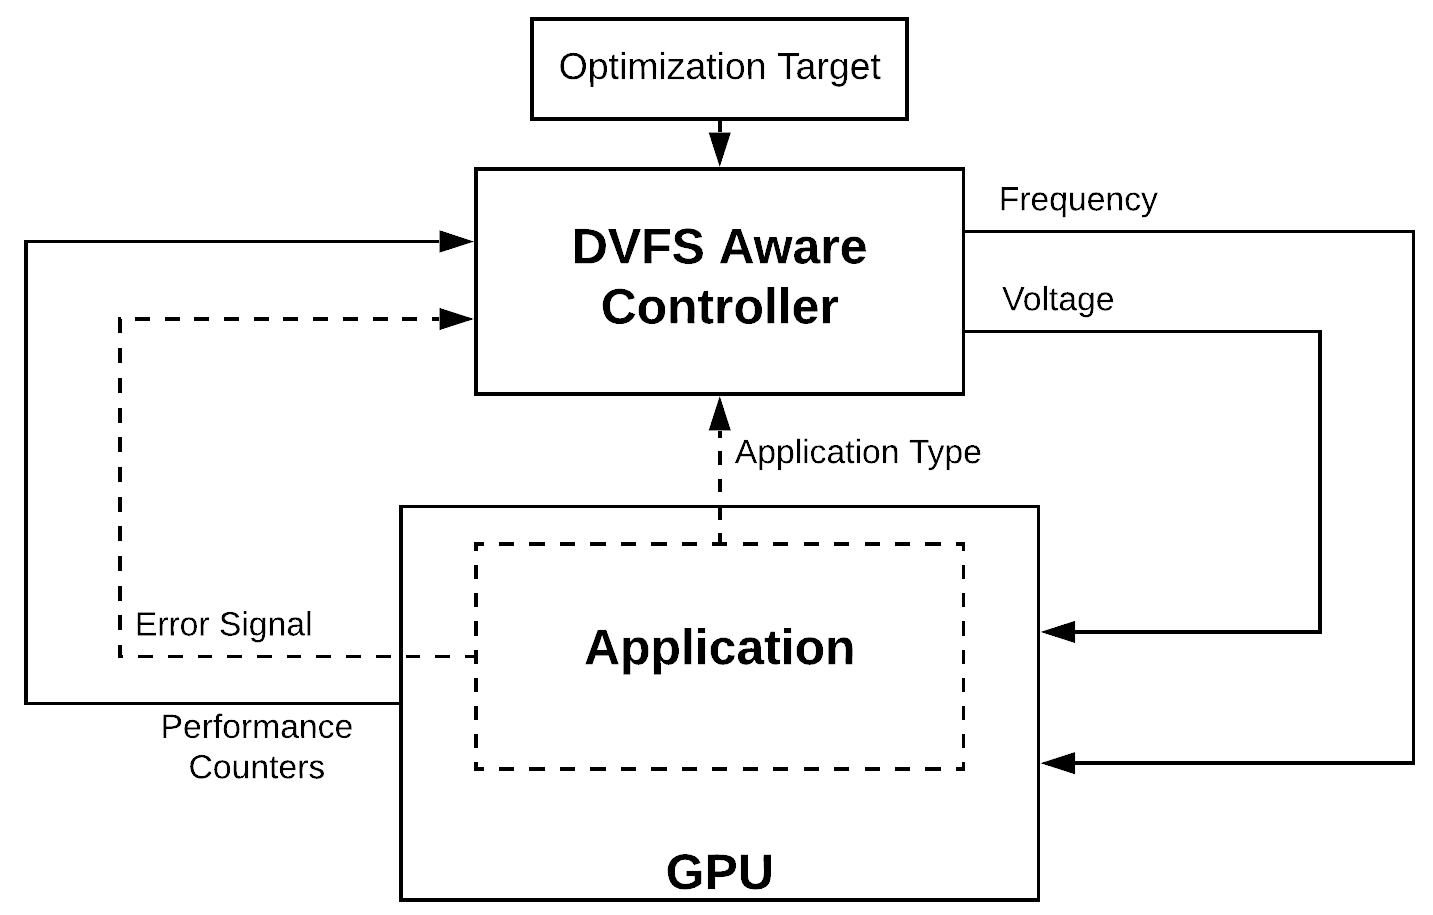 Optimization Target
DVFS Aware
Controller
Frequency
Voltage
Application Type
Error Signal
Application
Performance
Counters
GPU